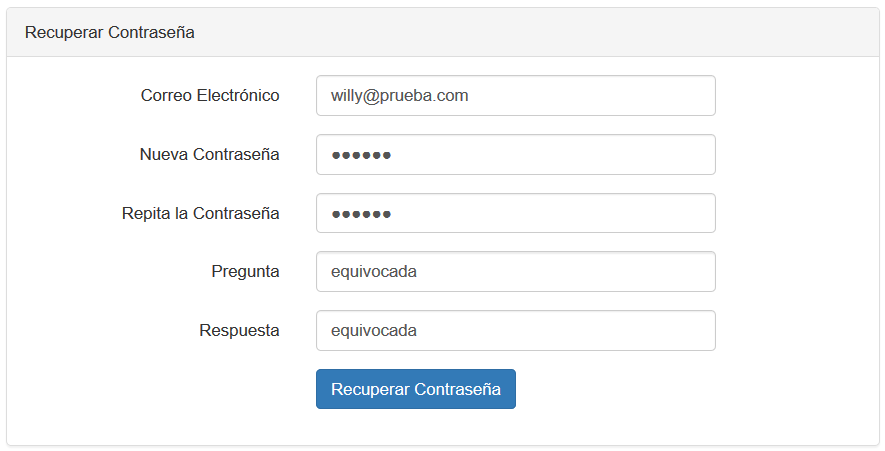 Recuperar Contraseña
Correo Electrónico willy@prueba.com
Nueva Contraseña ●●●●●●
Repita la Contraseña ●●●●●●
Pregunta equivocada
Respuesta equivocada
Recuperar Contraseña